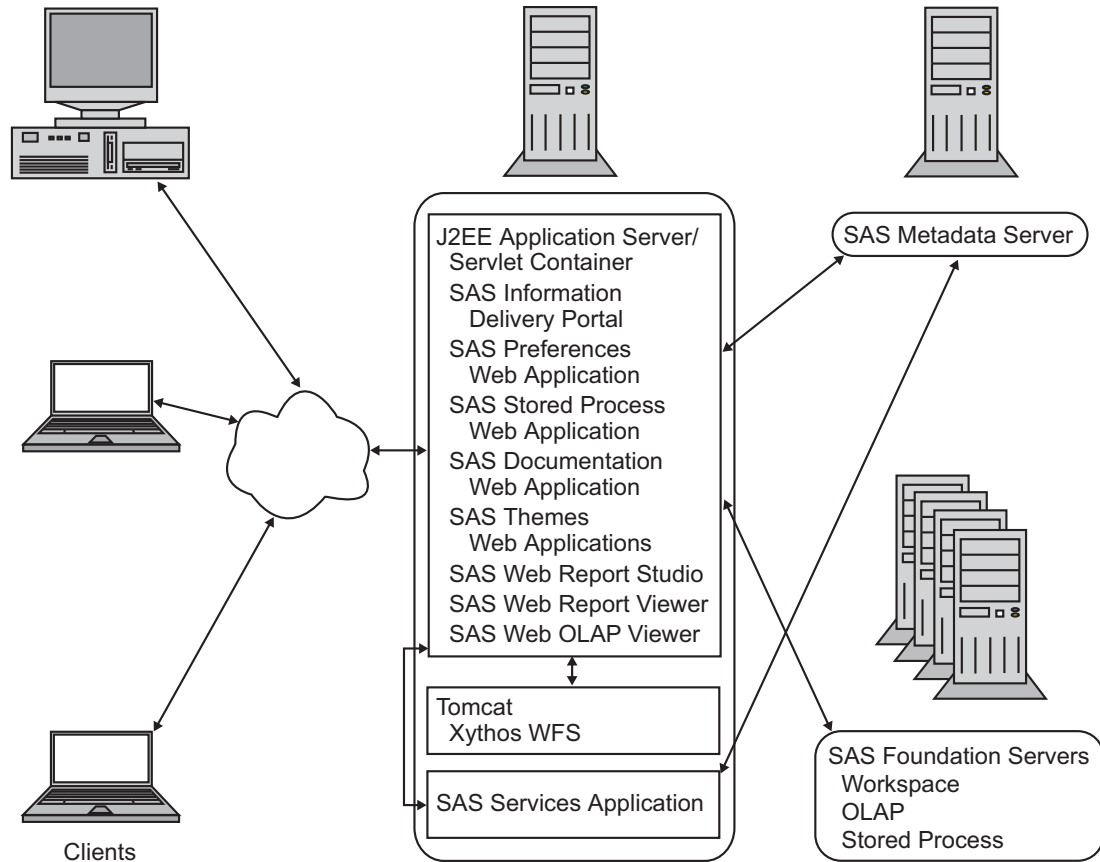 J2EE Application Server/
Servlet Container
SAS Information
Delivery Portal
SAS Preferences
Web Application
SAS Stored Process
Web Application
SAS Documentation
Web Application
SAS Themes
Web Applications
SAS Web Report Studio
SAS Web Report Viewer
SAS Web OLAP Viewer
Tomcat
Xythos WFS
SAS Services Application
SAS Metadata Server
SAS Foundation Servers
Workspace
OLAP
Stored Process
Clients